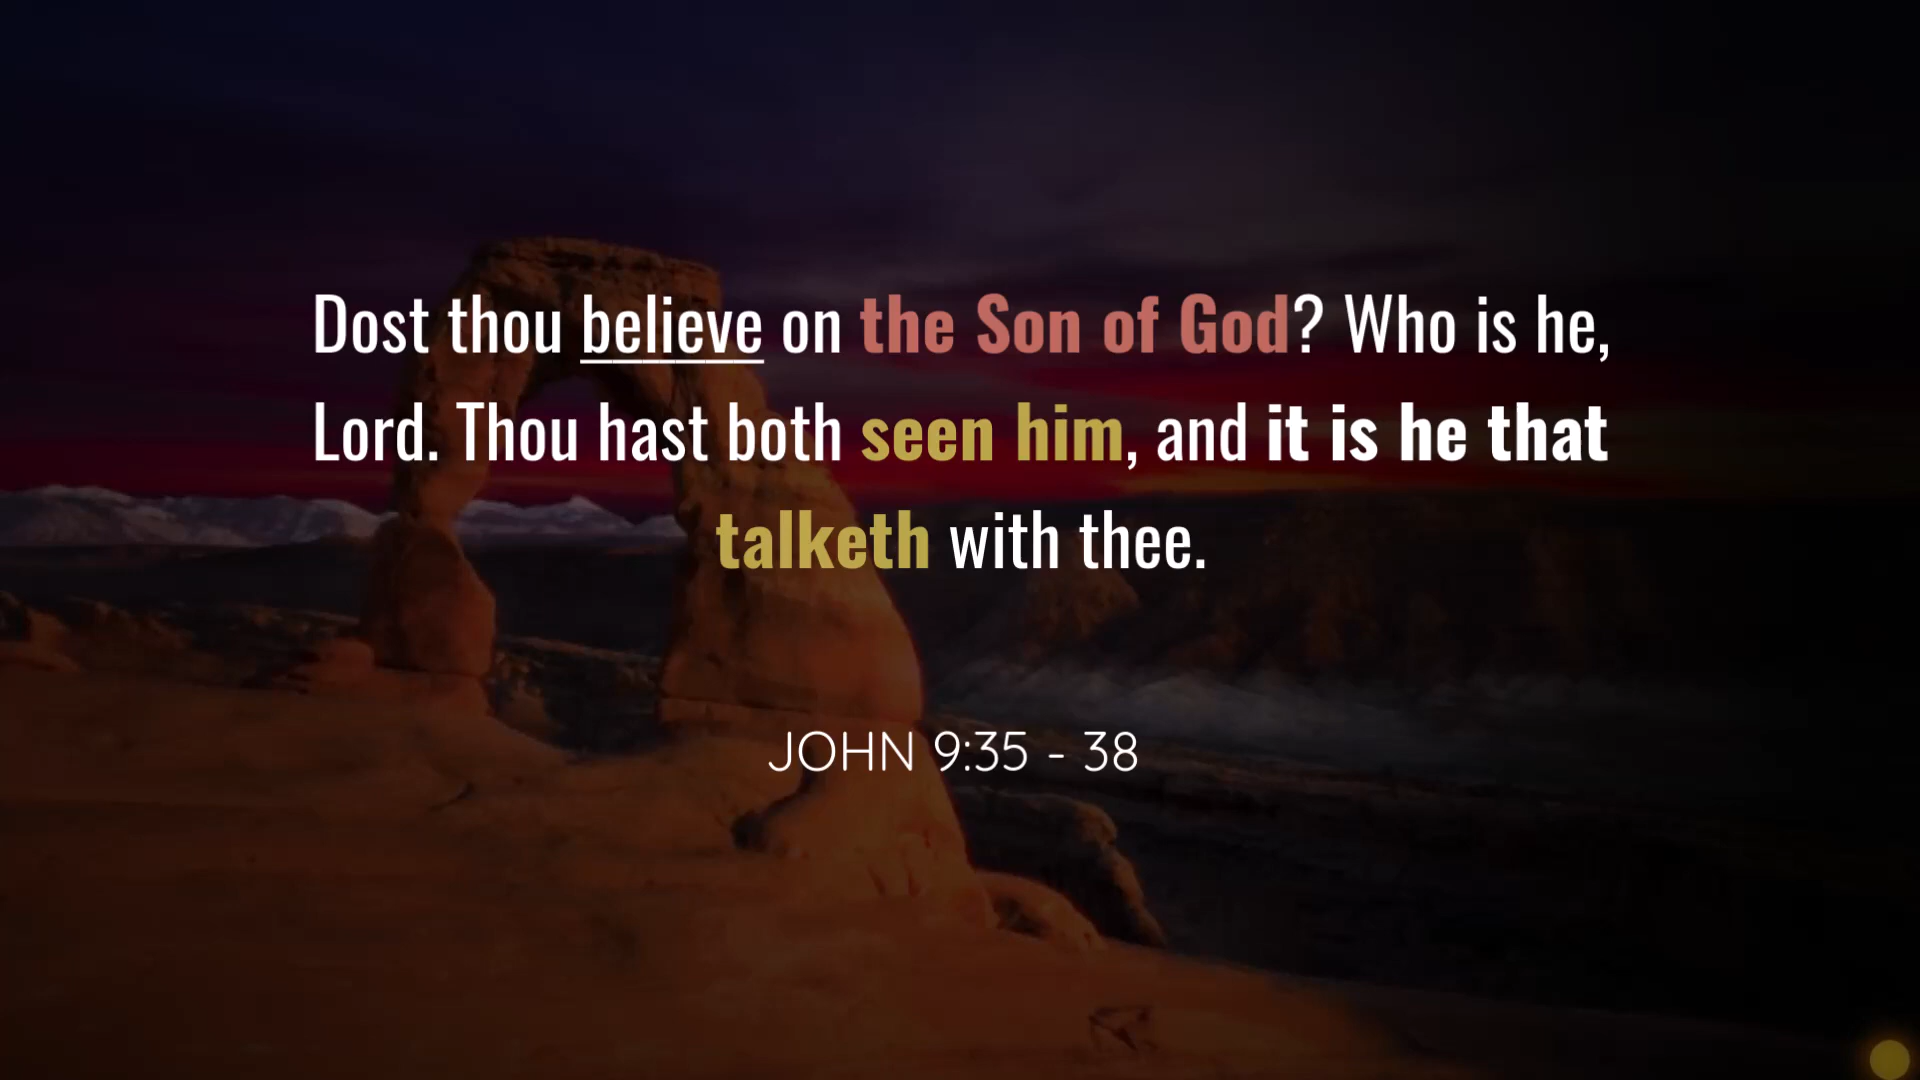 Dost thou believe on the Son of God? Who is he,
Lord. Thou hast both seen him, and it is he that
talketh with thee.
JOHN 9:35 - 38